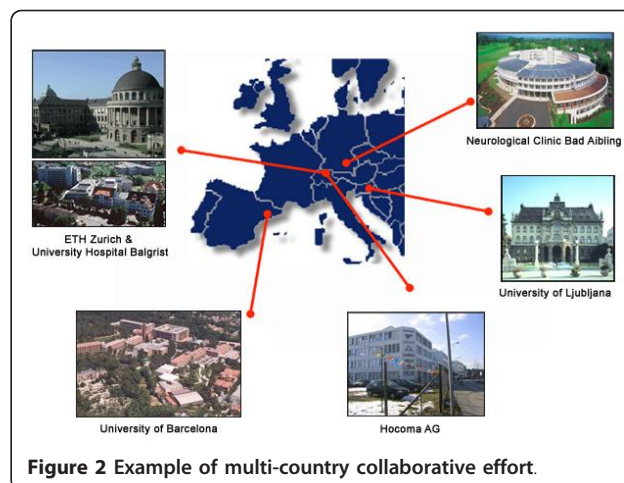 Neurological Clinic Bad Aibling
ETH Zurich &
University Hospital Balgrist
University of Ljubljana
University of Barcelona
Hocoma AG
Figure 2 Example of multi-country collaborative effort.